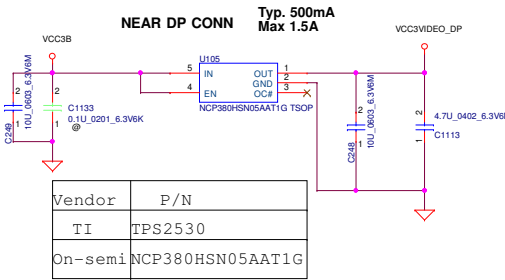 NEAR DP CONN
Typ. 500mA
Max 1.5A
VCC3B
VCC3VIDEO_DP
U105
5 IN OUT 1
GND 2
4 EN OC# 3
NCP380HSN05AAT1G TSOP
2
1
C249
10U_0603_6.3V6M
2
1
C1133
0.1U_0201_6.3V6K
@
2
1
C248
10U_0603_6.3V6M
2
1
4.7U_0402_6.3V6M
C1113
Vendor P/N
TI TPS2530
On-semi NCP380HSN05AAT1G